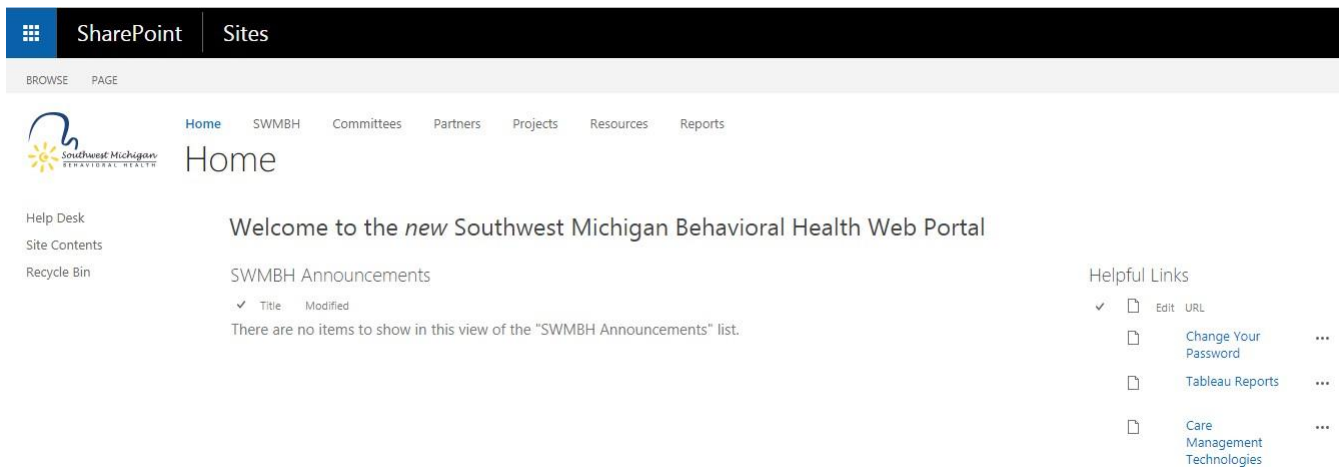 SharePoint Sites
BROWSE PAGE
Southwest Michigan
BEHAVIORAL HEALTH
Home SWMBH Committees Partners Projects Resources Reports
Home
Help Desk
Site Contents
Recycle Bin
Welcome to the new Southwest Michigan Behavioral Health Web Portal
SWMBH Announcements
Title Modified
There are no items to show in this view of the "SWMBH Announcements" list.
Helpful Links
Edit URL
Change Your
Password
Tableau Reports
Care
Management
Technologies